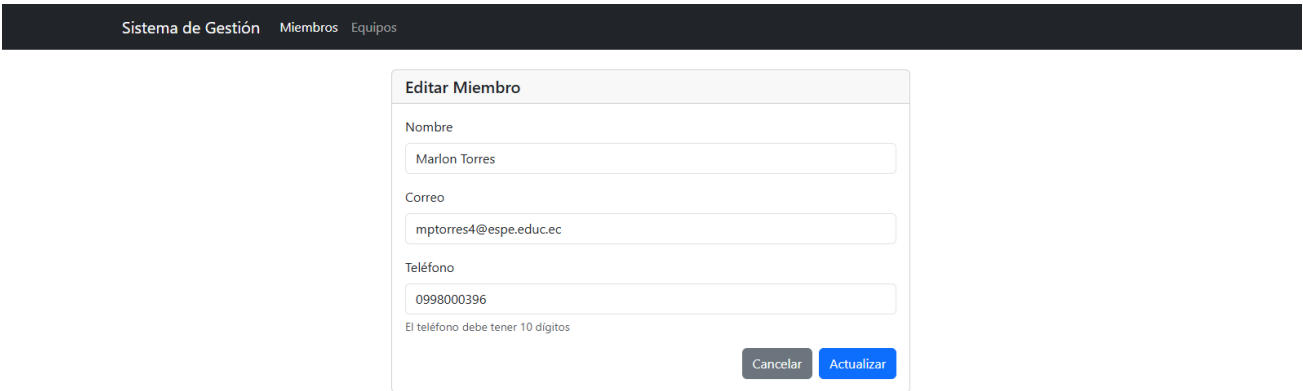 Sistema de Gestión Miembros Equipos
Editar Miembro
Nombre
Marlon Torres
Correo
mptorres4@espe.educ.ec
Teléfono
0998000396
El teléfono debe tener 10 dígitos
Cancelar Actualizar